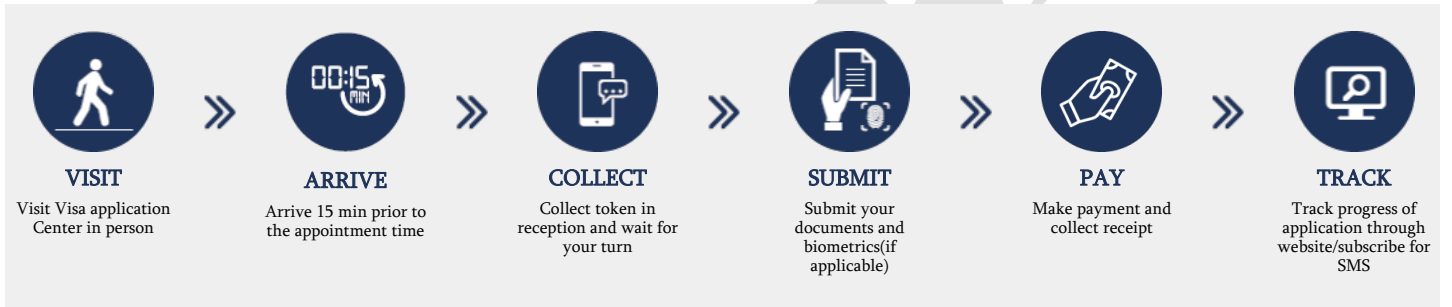 00:15
MIN
VISIT
Visit Visa application
Center in person
ARRIVE
Arrive 15 min prior to
the appointment time
COLLECT
Collect token in
reception and wait for
your turn
SUBMIT
Submit your
documents and
biometrics(if
applicable)
PAY
Make payment and
collect receipt
TRACK
Track progress of
application through
website/subscribe for
SMS